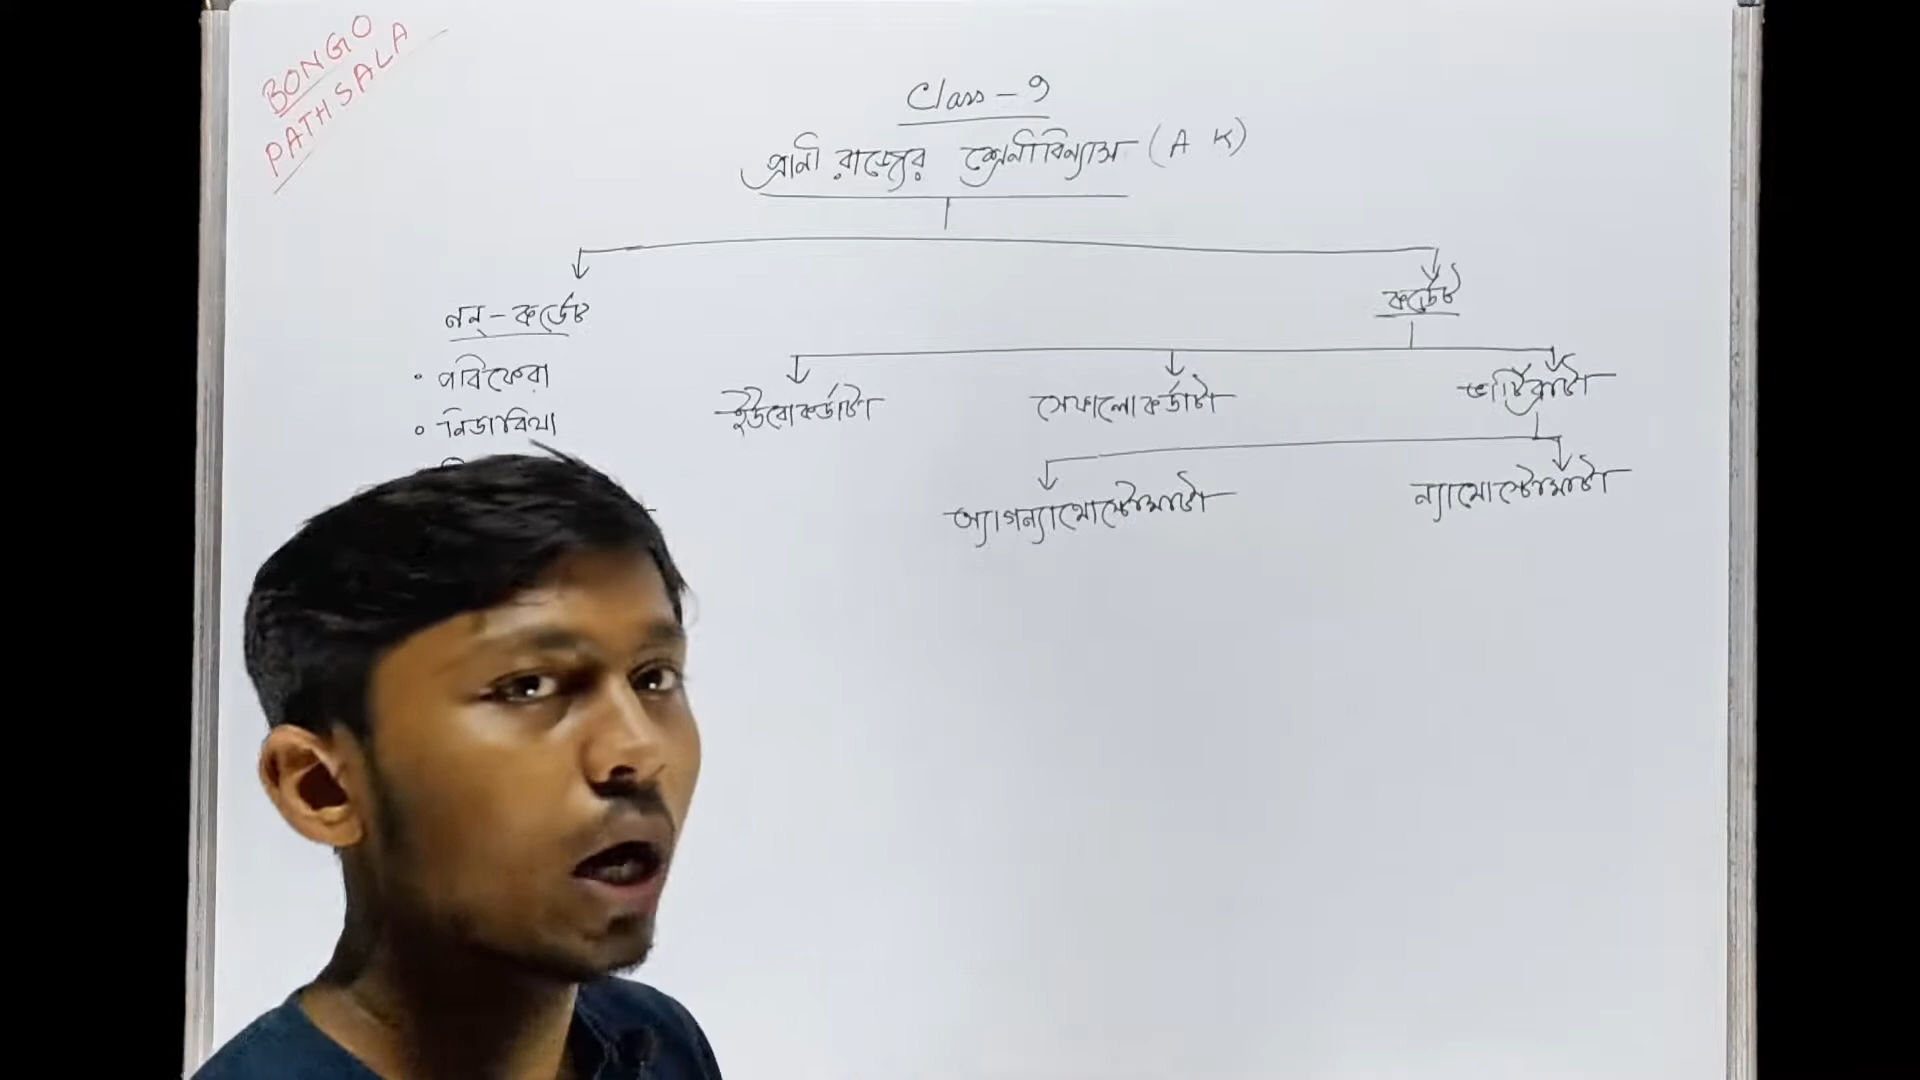 BONGO
PATHSALA
Class - 9
প্রানী রাজ্যের শ্রেনীবিন্যাস (A K)
নন্ - কর্ডেট
কর্ডেট
• পরিফেরা
• নিডারিয়া
ইউরোকর্ডাটা
সেফালোকর্ডাটা
ভার্টিব্রাটা
অ্যাগন্যাথোস্টোমাটা
ন্যাথোস্টোমাটা